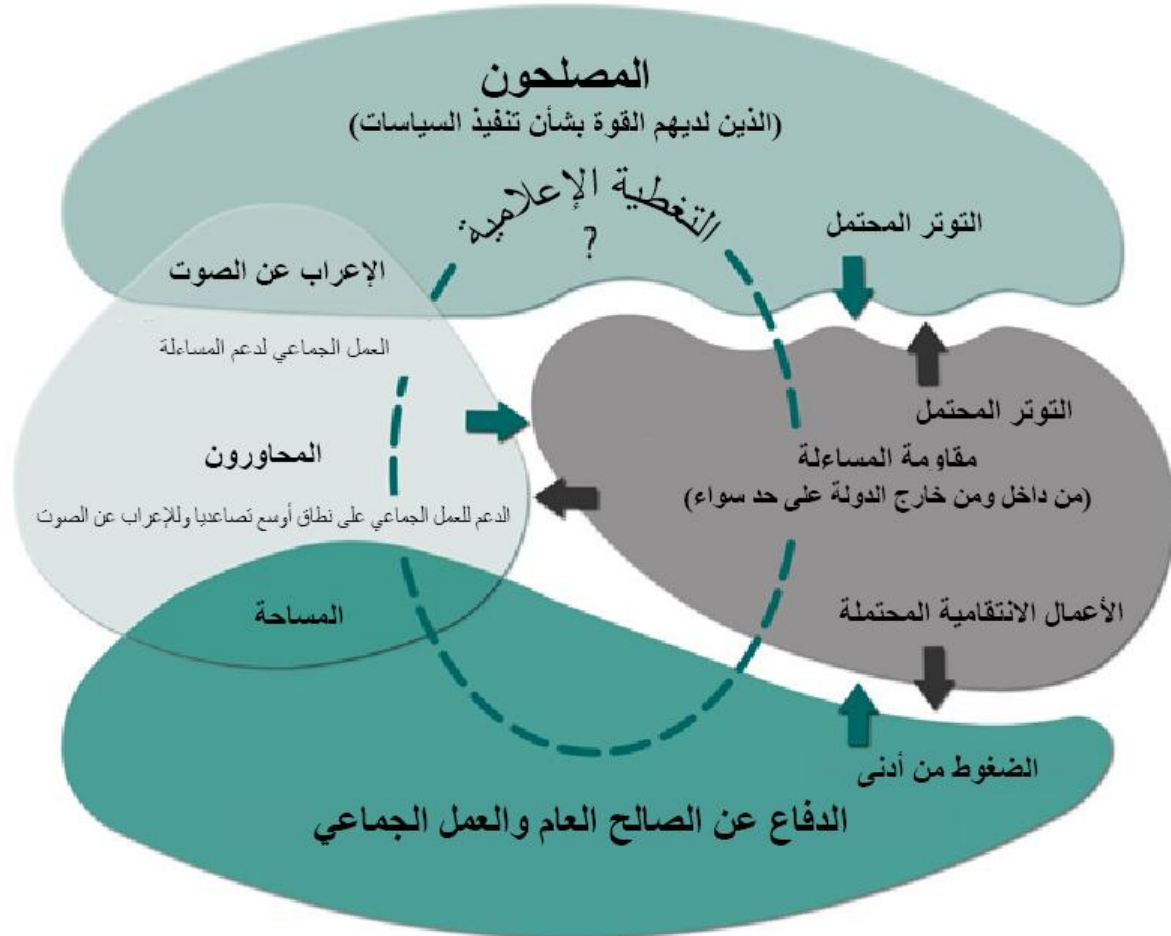 المصلحون
(الذين لديهم القوة بشأن تنفيذ السياسات)
التغطية الإعلامية
?
التوتر المحتمل
الإعراب عن الصوت
العمل الجماعي لدعم المساءلة
التوتر المحتمل
مقاومة المساءلة
(من داخل ومن خارج الدولة على حد سواء)
المحاورون
الدعم للعمل الجماعي على نطاق أوسع تصاعديا وللإعراب عن الصوت
المساحة
الأعمال الانتقامية المحتملة
الضغوط من أدنى
الدفاع عن الصالح العام والعمل الجماعي